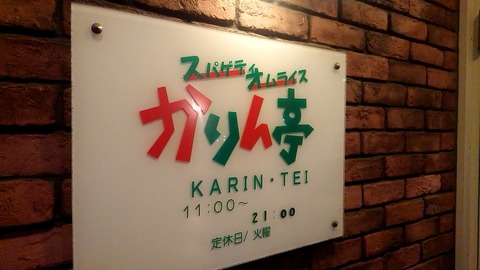 スパゲティ
オムライス
かりん亭
KARIN・TEI
11:00～
21:00
定休日/火曜